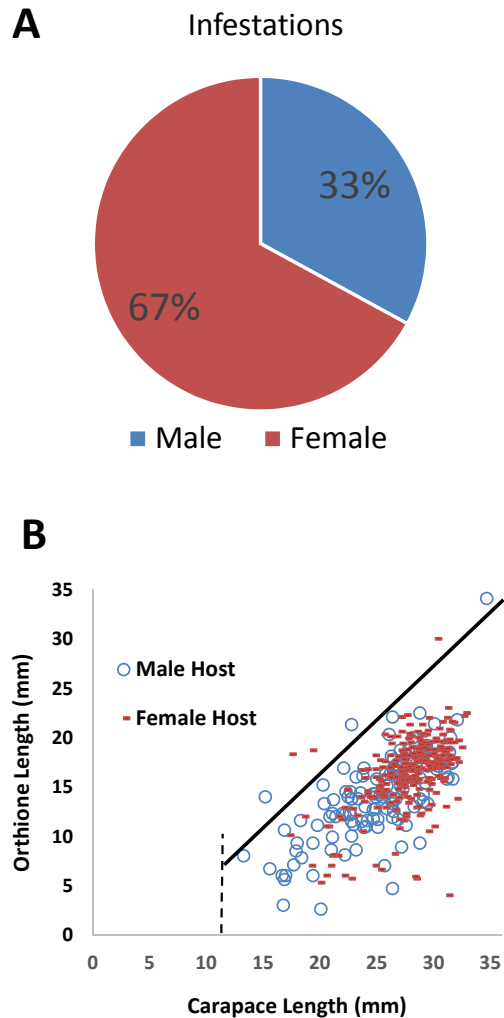 A
Infestations
33%
67%
Male Female
B
35
30
25
20
15
10
5
0
Orthione Length (mm)
Male Host
Female Host
0 5 10 15 20 25 30 35
Carapace Length (mm)